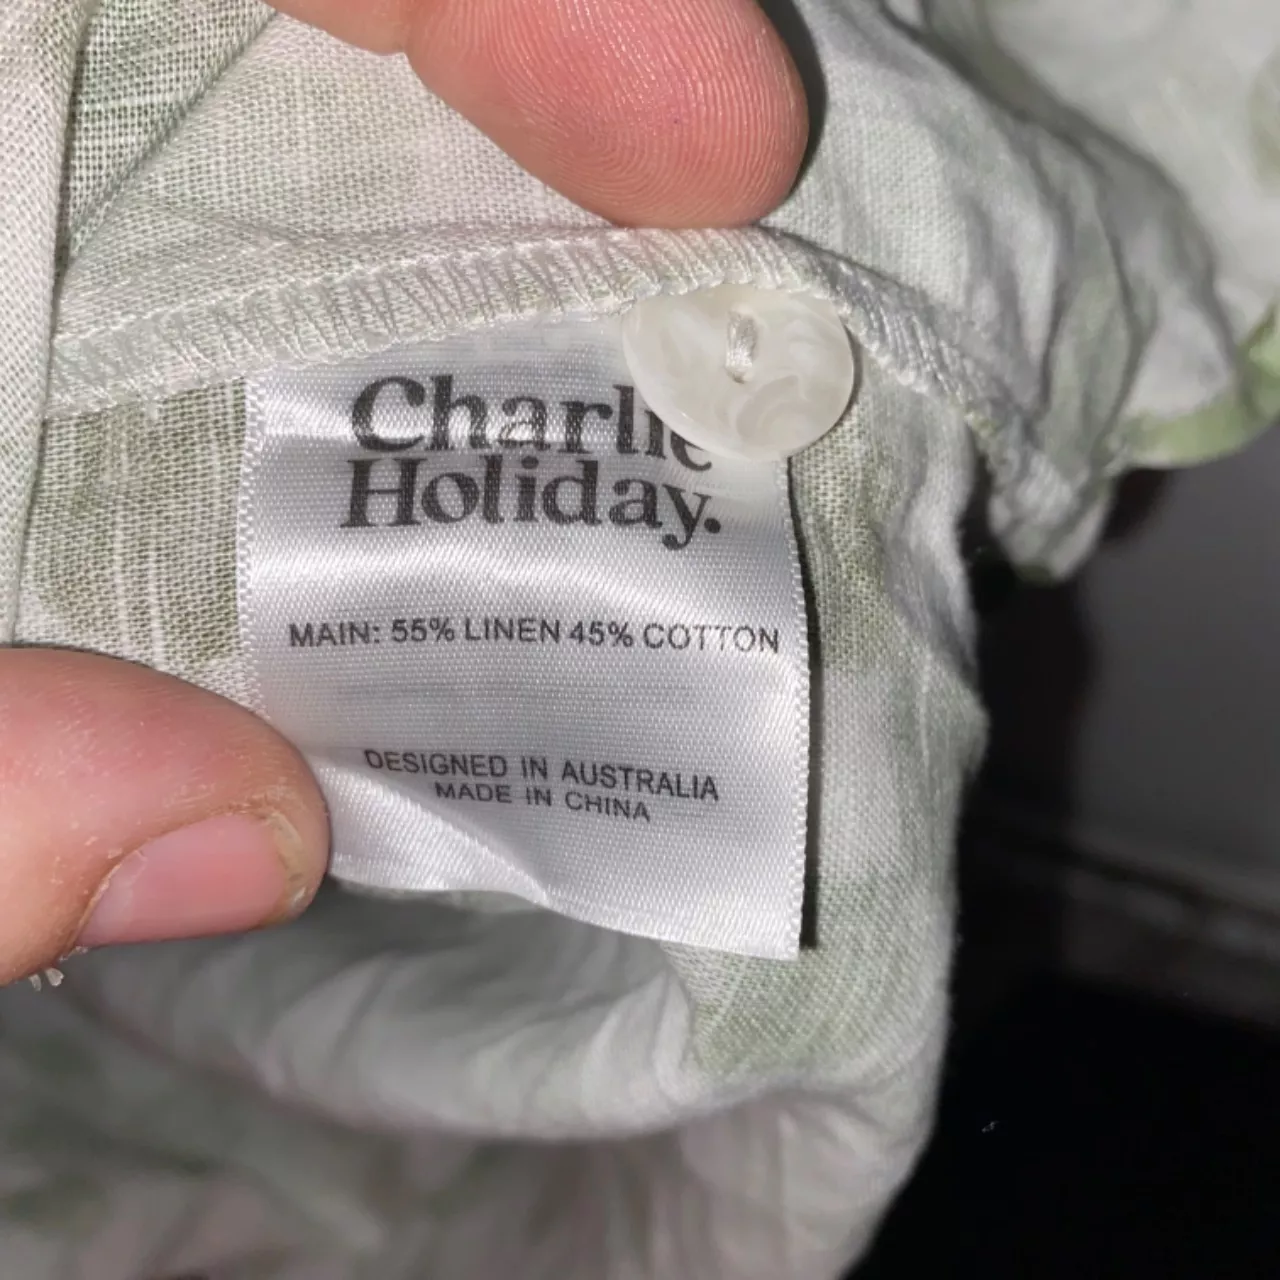 Charlie
Holiday.
MAIN: 55% LINEN 45% COTTON
DESIGNED IN AUSTRALIA
MADE IN CHINA